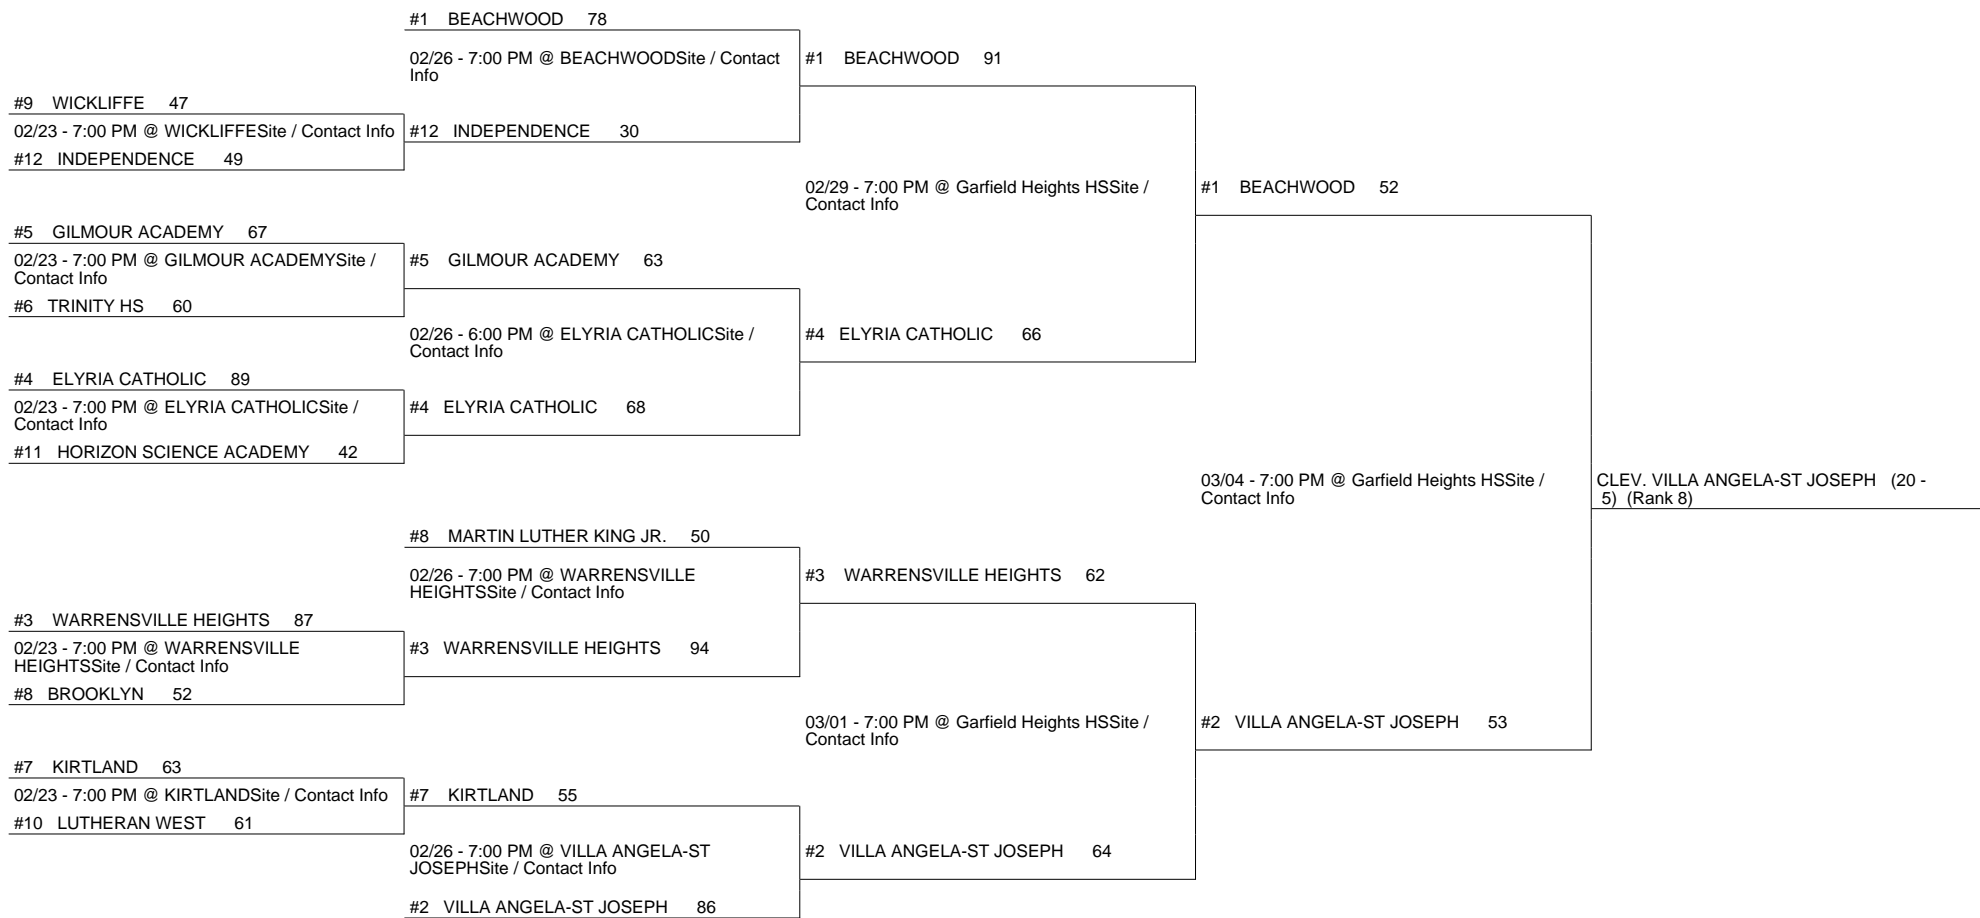 #1 BEACHWOOD 78
02/26 - 7:00 PM @ BEACHWOODSite / Contact
Info
#1 BEACHWOOD 91
#9 WICKLIFFE 47
02/23 - 7:00 PM @ WICKLIFFESite / Contact Info
#12 INDEPENDENCE 30
#12 INDEPENDENCE 49
02/29 - 7:00 PM @ Garfield Heights HSSite /
Contact Info
#1 BEACHWOOD 52
#5 GILMOUR ACADEMY 67
02/23 - 7:00 PM @ GILMOUR ACADEMYSite /
Contact Info
#5 GILMOUR ACADEMY 63
#6 TRINITY HS 60
02/26 - 6:00 PM @ ELYRIA CATHOLICSite /
Contact Info
#4 ELYRIA CATHOLIC 66
#4 ELYRIA CATHOLIC 89
02/23 - 7:00 PM @ ELYRIA CATHOLICSite /
Contact Info
#4 ELYRIA CATHOLIC 68
#11 HORIZON SCIENCE ACADEMY 42
03/04 - 7:00 PM @ Garfield Heights HSSite /
Contact Info
CLEV. VILLA ANGELA-ST JOSEPH (20 -
5) (Rank 8)
#8 MARTIN LUTHER KING JR. 50
02/26 - 7:00 PM @ WARRENSVILLE
HEIGHTSSite / Contact Info
#3 WARRENSVILLE HEIGHTS 62
#3 WARRENSVILLE HEIGHTS 87
02/23 - 7:00 PM @ WARRENSVILLE
HEIGHTSSite / Contact Info
#3 WARRENSVILLE HEIGHTS 94
#8 BROOKLYN 52
03/01 - 7:00 PM @ Garfield Heights HSSite /
Contact Info
#2 VILLA ANGELA-ST JOSEPH 53
#7 KIRTLAND 63
02/23 - 7:00 PM @ KIRTLANDSite / Contact Info
#7 KIRTLAND 55
#10 LUTHERAN WEST 61
02/26 - 7:00 PM @ VILLA ANGELA-ST
JOSEPHSite / Contact Info
#2 VILLA ANGELA-ST JOSEPH 64
#2 VILLA ANGELA-ST JOSEPH 86